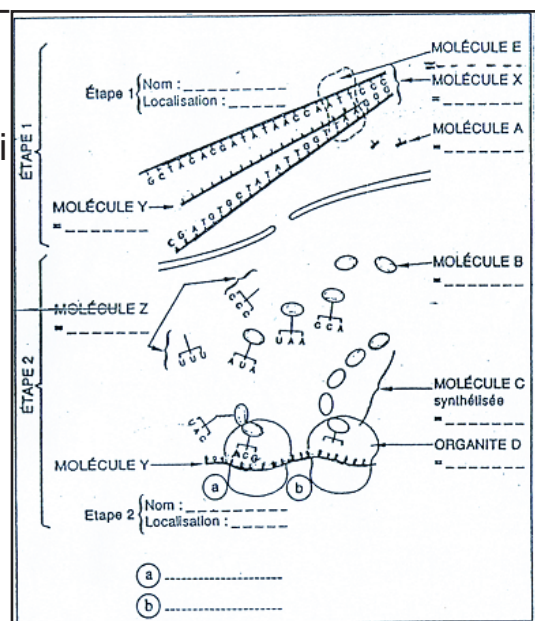 i
MOLÉCULE E
= _ _ _ _ _ _
MOLÉCULE X
= _ _ _ _ _ _
Étape 1 { Nom : _ _ _ _ _ _
Localisation : _ _ _ _ _ _
MOLÉCULE A
= _ _ _ _ _ _
ÉTAPE 1
MOLÉCULE Y
= _ _ _ _ _ _
MOLÉCULE B
= _ _ _ _ _ _
MOLÉCULE Z
= _ _ _ _ _ _
CCC
UAA
CCA
UUU
AUA
ÉTAPE 2
MOLÉCULE C
synthétisée
= _ _ _ _ _ _
UAC
ACG
ORGANITE D
= _ _ _ _ _ _
MOLÉCULE Y
a
b
Etape 2 { Nom : _ _ _ _ _ _
Localisation : _ _ _ _ _ _
a _ _ _ _ _ _
b _ _ _ _ _ _